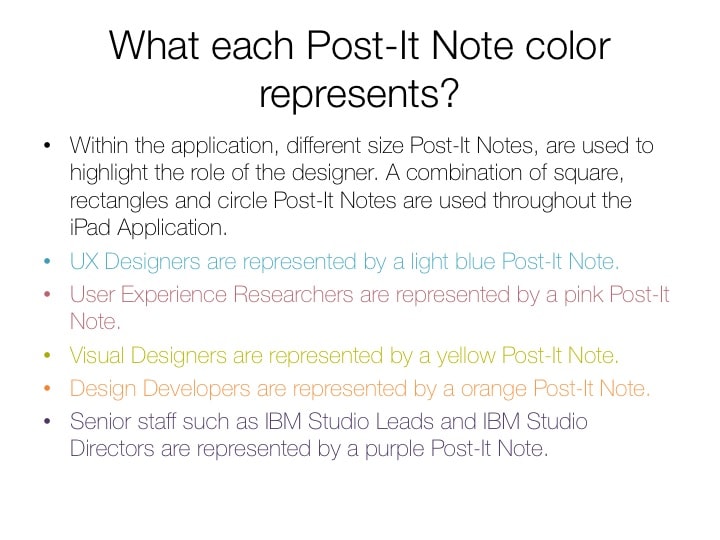 What each Post-It Note color
represents?
• Within the application, different size Post-It Notes, are used to
highlight the role of the designer. A combination of square,
rectangles and circle Post-It Notes are used throughout the
iPad Application.
• UX Designers are represented by a light blue Post-It Note.
• User Experience Researchers are represented by a pink Post-It
Note.
• Visual Designers are represented by a yellow Post-It Note.
• Design Developers are represented by a orange Post-It Note.
• Senior staff such as IBM Studio Leads and IBM Studio
Directors are represented by a purple Post-It Note.